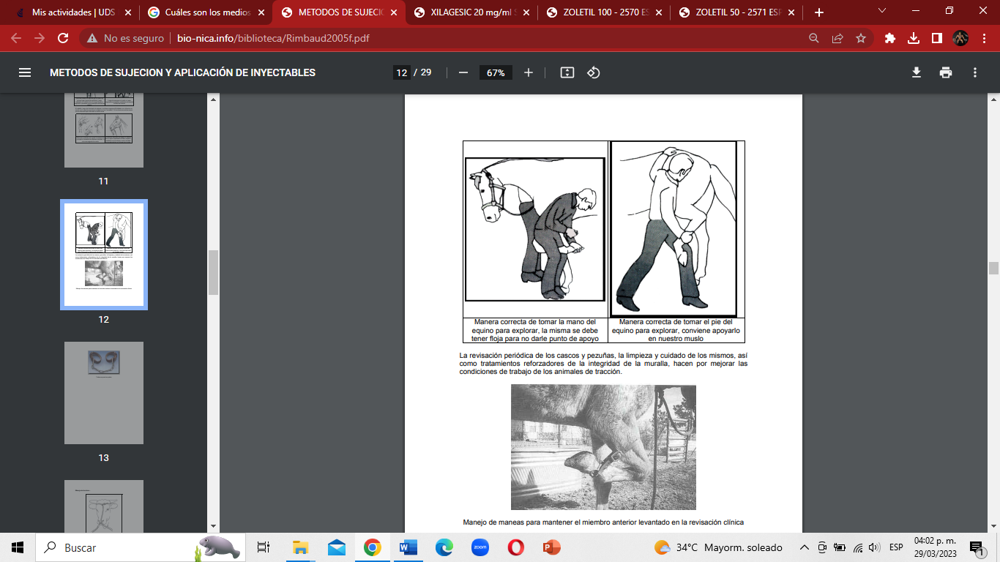 Mis actividades | UDS
Cuáles son los medios
METODOS DE SUJECIO
XILAGESIC 20 mg/ml S
ZOLETIL 100 - 2570 ES
ZOLETIL 50 - 2571 ESP
No es seguro
bio-nica.info/biblioteca/Rimbaud2005f.pdf
METODOS DE SUJECION Y APLICACIÓN DE INYECTABLES
12 / 29
67%
11
12
13
Manera correcta de tomar la mano del
equino para explorar, la misma se debe
tener floja para no darle punto de apoyo
Manera correcta de tomar el pie del
equino para explorar, conviene apoyarlo
en nuestro muslo
La revisación periódica de los cascos y pezuñas, la limpieza y cuidado de los mismos, así
como tratamientos reforzadores de la integridad de la muralla, hacen por mejorar las
condiciones de trabajo de los animales de tracción.
Manejo de maneas para mantener el miembro anterior levantado en la revisación clínica
Buscar
zoom
34°C Mayorm. soleado
ESP
04:02 p. m.
29/03/2023
1